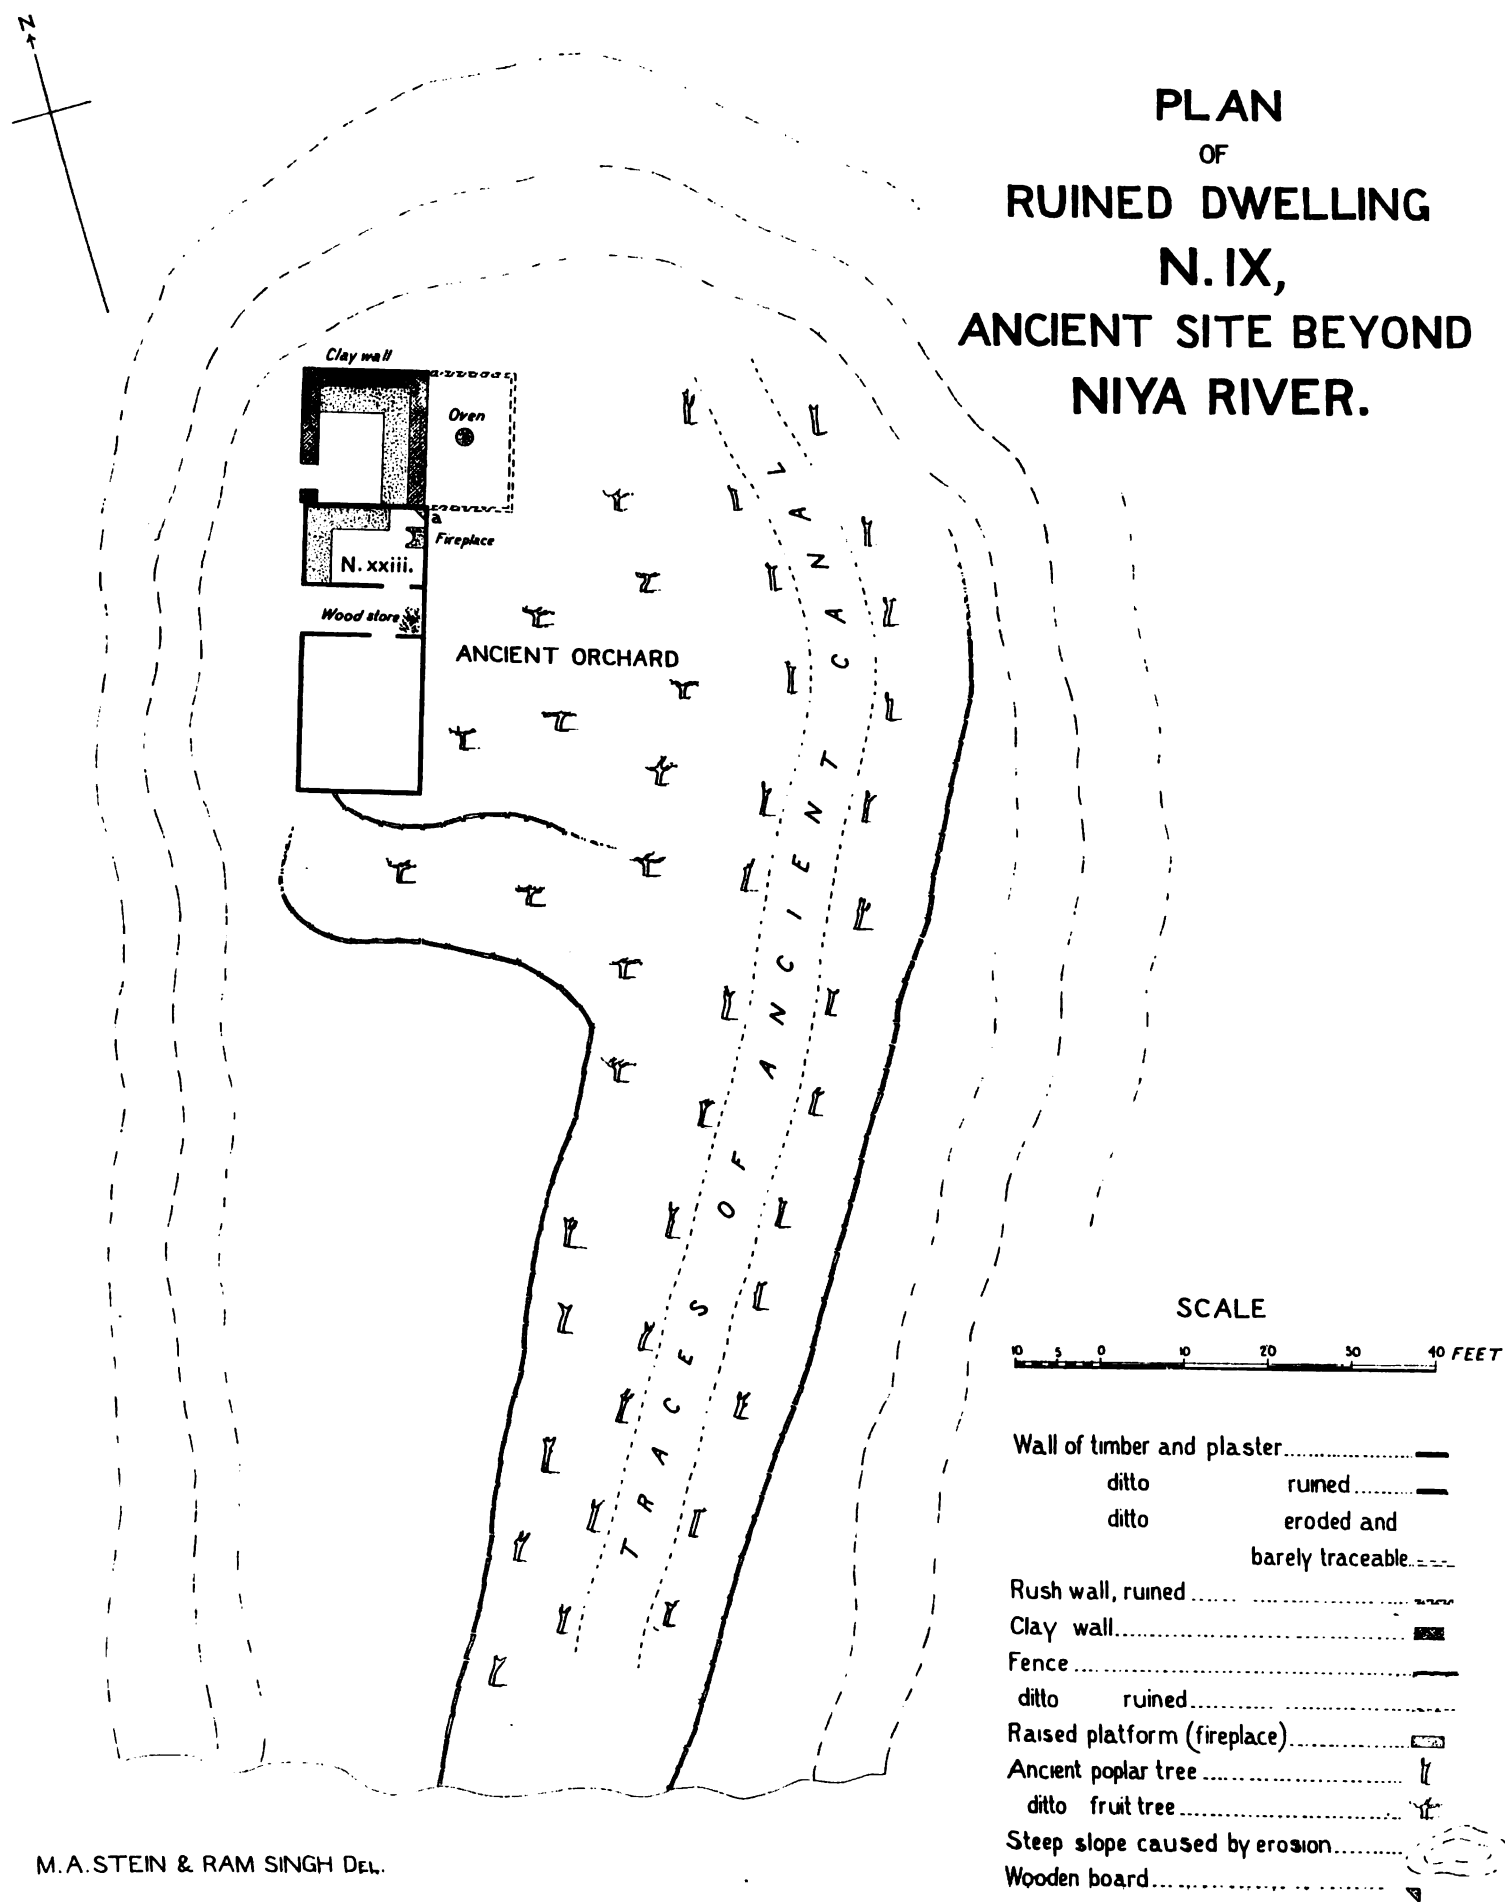 N
PLAN
OF
RUINED DWELLING
N. IX,
ANCIENT SITE BEYOND
NIYA RIVER.
Clay wall
Oven
a
Fireplace
N. xxiii.
Wood store
ANCIENT ORCHARD
TRACES OF ANCIENT CANAL
SCALE
10 5 0 10 20 30 40 FEET
Wall of timber and plaster
ditto ruined
ditto eroded and
barely traceable
Rush wall, ruined
Clay wall
Fence
ditto ruined
Raised platform (fireplace)
Ancient poplar tree
ditto fruit tree
Steep slope caused by erosion
Wooden board
M. A. STEIN & RAM SINGH DEL.